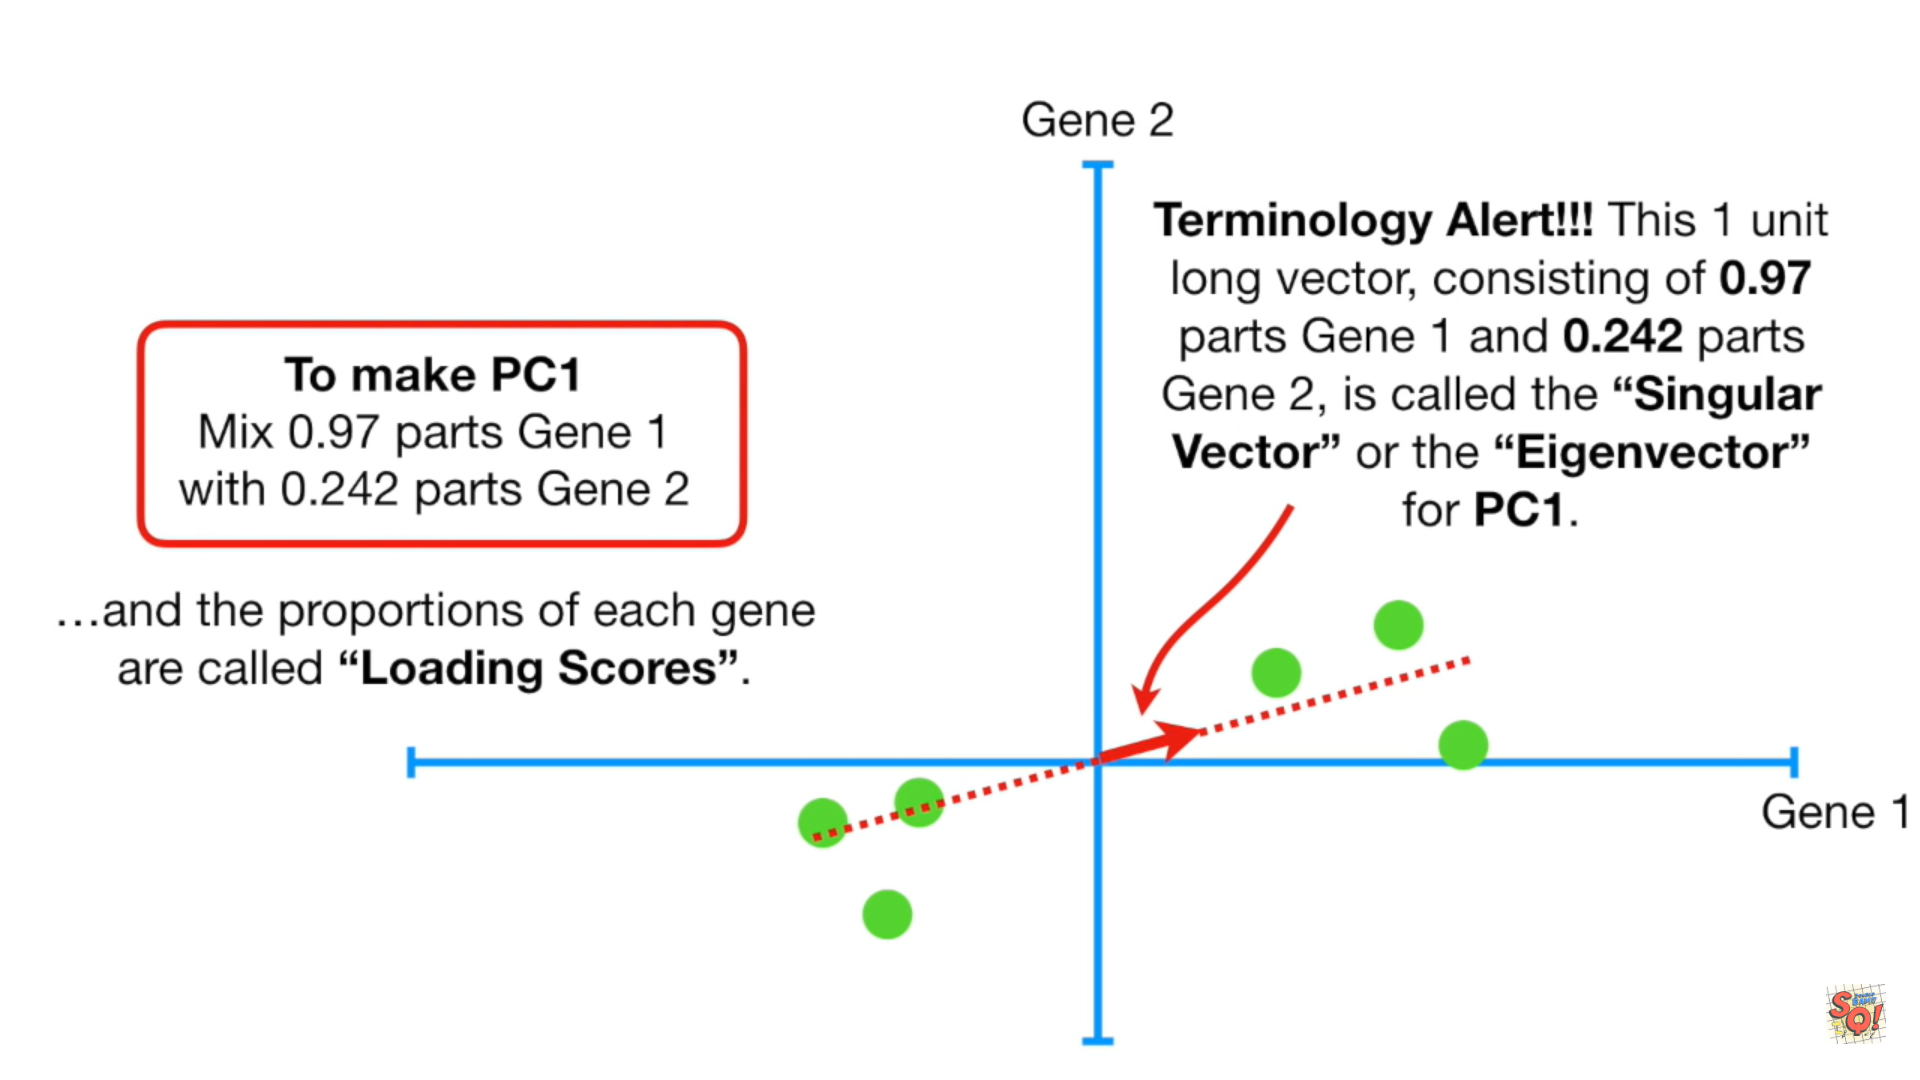 Gene 2
Terminology Alert!!! This 1 unit
long vector, consisting of 0.97
parts Gene 1 and 0.242 parts
Gene 2, is called the “Singular
Vector” or the “Eigenvector”
for PC1.
To make PC1
Mix 0.97 parts Gene 1
with 0.242 parts Gene 2
…and the proportions of each gene
are called “Loading Scores”.
Gene 1
SQ!